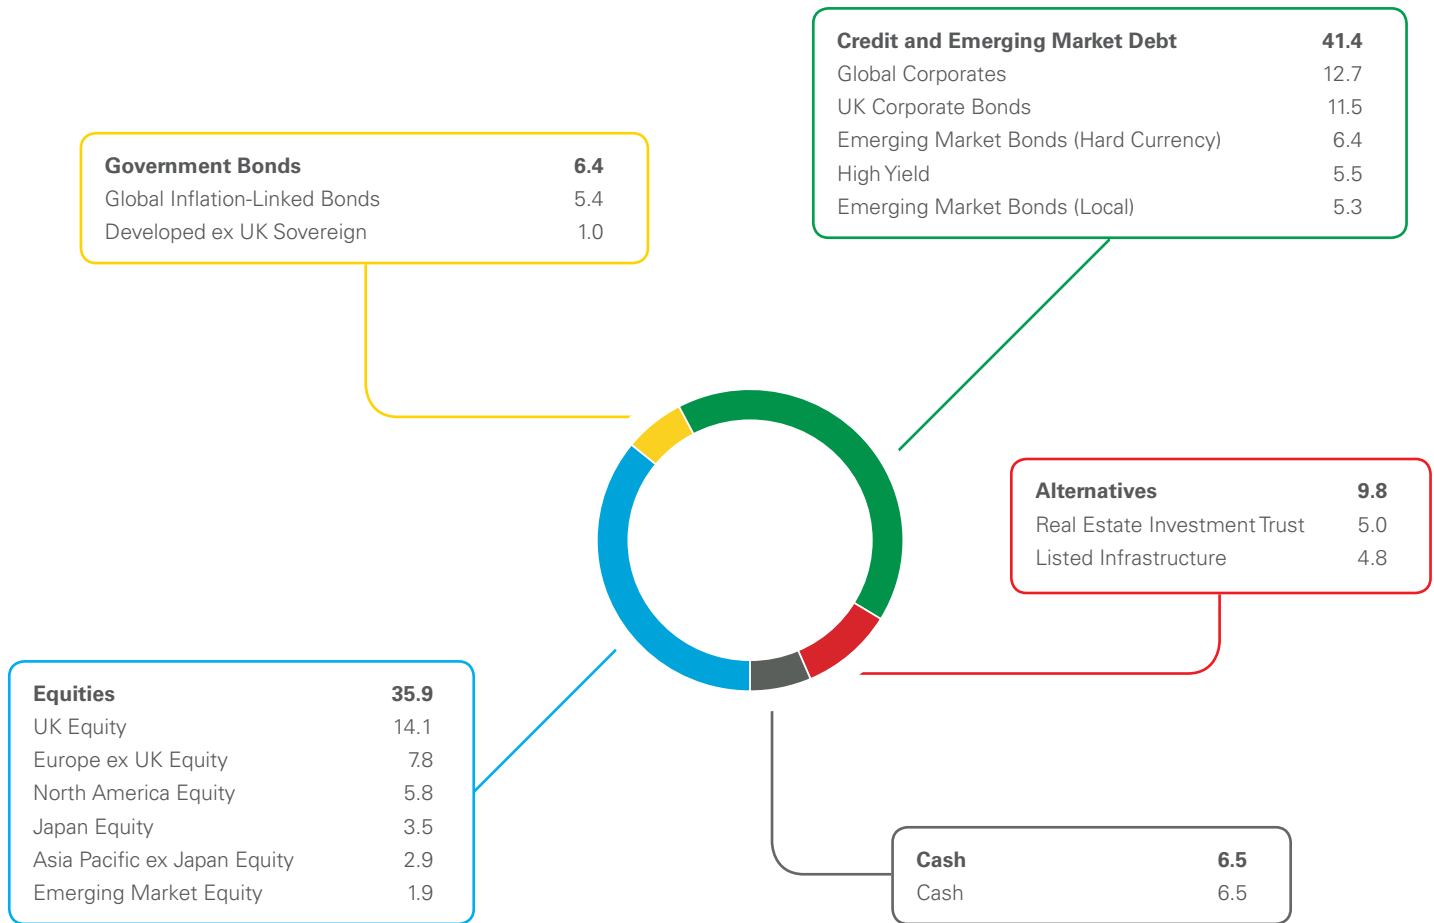 Credit and Emerging Market Debt 41.4
Global Corporates 12.7
UK Corporate Bonds 11.5
Emerging Market Bonds (Hard Currency) 6.4
High Yield 5.5
Emerging Market Bonds (Local) 5.3
Government Bonds 6.4
Global Inflation-Linked Bonds 5.4
Developed ex UK Sovereign 1.0
Alternatives 9.8
Real Estate Investment Trust 5.0
Listed Infrastructure 4.8
Equities 35.9
UK Equity 14.1
Europe ex UK Equity 7.8
North America Equity 5.8
Japan Equity 3.5
Asia Pacific ex Japan Equity 2.9
Emerging Market Equity 1.9
Cash 6.5
Cash 6.5